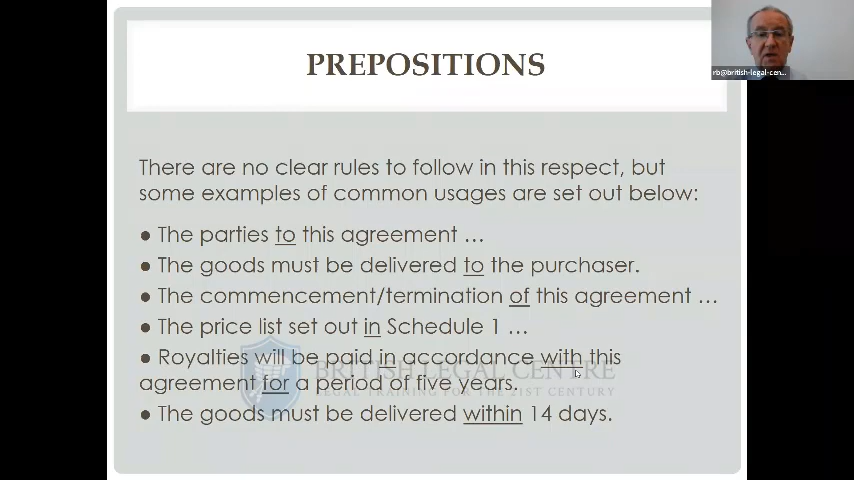 PREPOSITIONS
rb@british-legal-cen...
There are no clear rules to follow in this respect, but
some examples of common usages are set out below:
● The parties to this agreement …
● The goods must be delivered to the purchaser.
● The commencement/termination of this agreement …
● The price list set out in Schedule 1 …
● Royalties will be paid in accordance with this
agreement for a period of five years.
● The goods must be delivered within 14 days.
BRITISH LEGAL CENTRE
LEGAL TRAINING FOR THE 21ST CENTURY